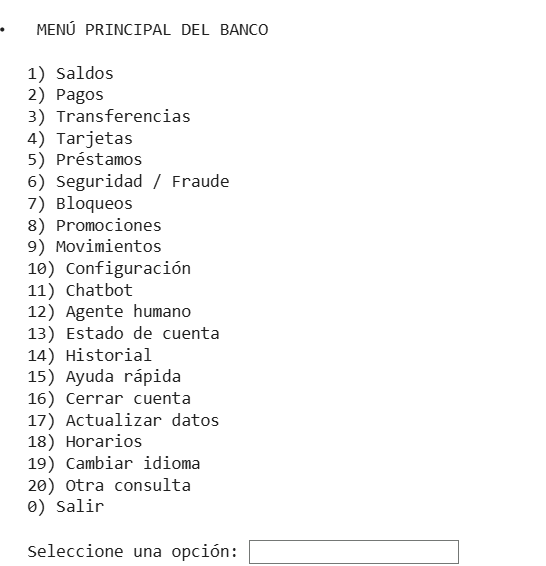 • MENÚ PRINCIPAL DEL BANCO
1) Saldos
2) Pagos
3) Transferencias
4) Tarjetas
5) Préstamos
6) Seguridad / Fraude
7) Bloqueos
8) Promociones
9) Movimientos
10) Configuración
11) Chatbot
12) Agente humano
13) Estado de cuenta
14) Historial
15) Ayuda rápida
16) Cerrar cuenta
17) Actualizar datos
18) Horarios
19) Cambiar idioma
20) Otra consulta
0) Salir
Seleccione una opción: